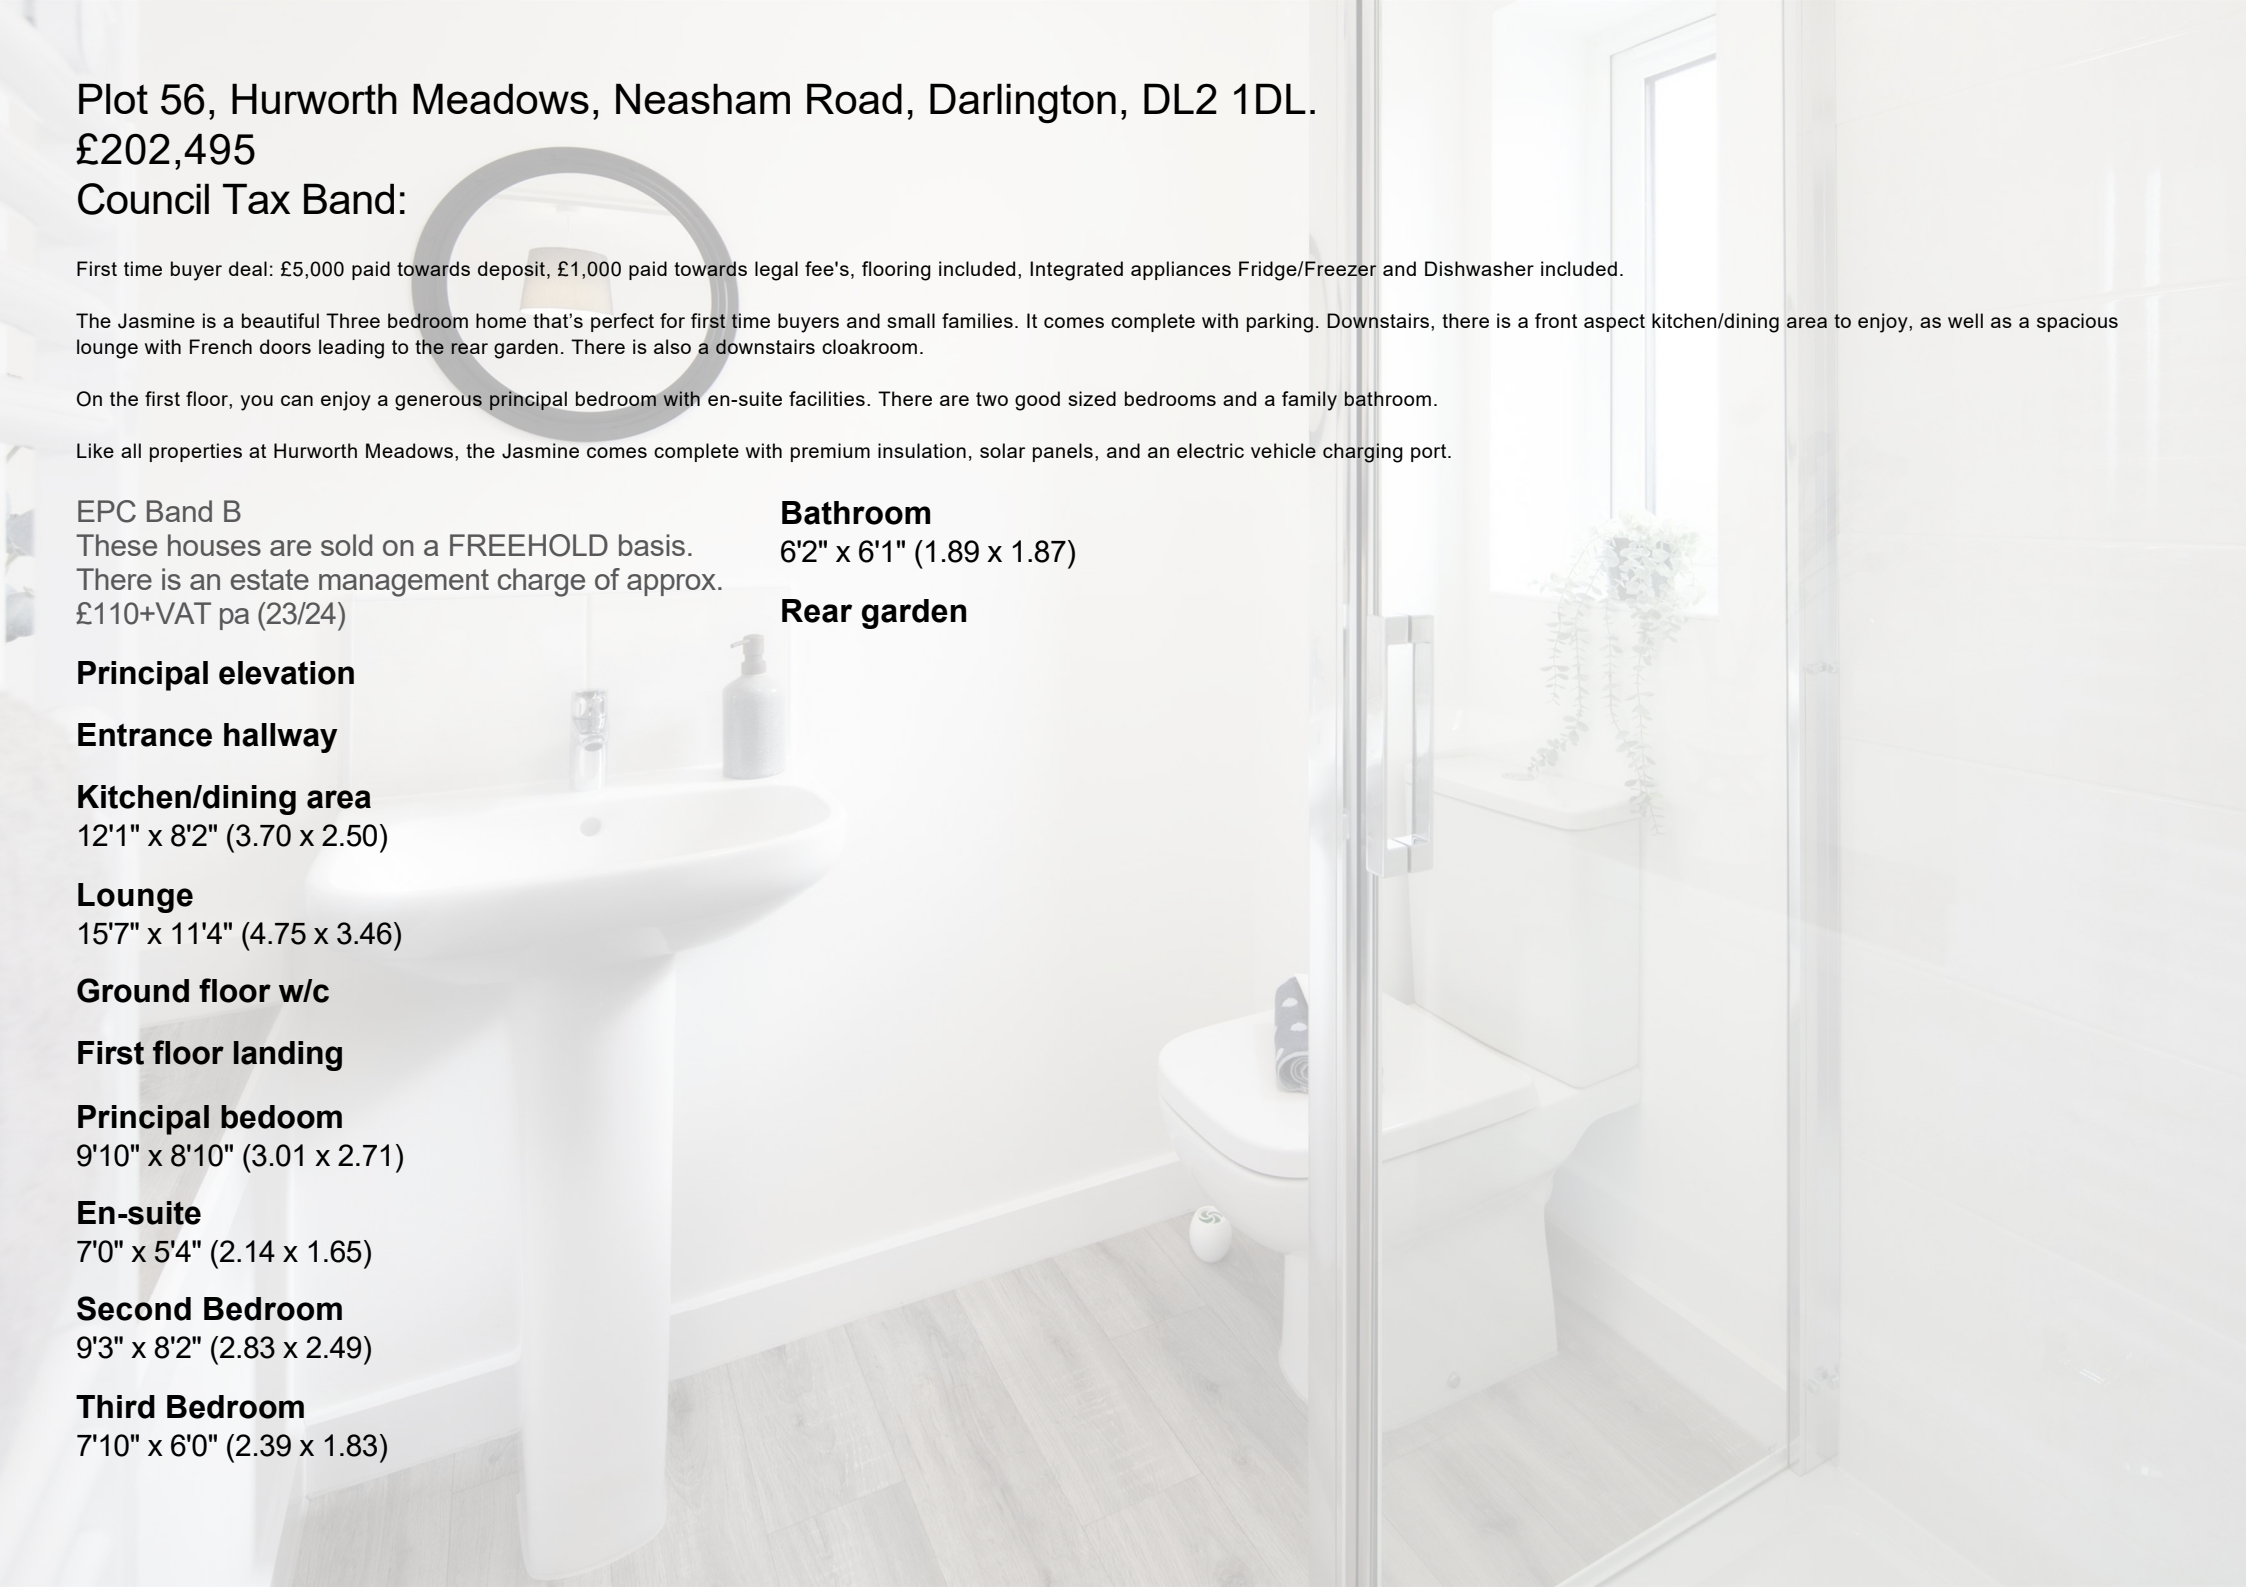 Plot 56, Hurworth Meadows, Neasham Road, Darlington, DL2 1DL.
£202,495
Council Tax Band:
First time buyer deal: £5,000 paid towards deposit, £1,000 paid towards legal fee's, flooring included, Integrated appliances Fridge/Freezer and Dishwasher included.
The Jasmine is a beautiful Three bedroom home that’s perfect for first time buyers and small families. It comes complete with parking. Downstairs, there is a front aspect kitchen/dining area to enjoy, as well as a spacious
lounge with French doors leading to the rear garden. There is also a downstairs cloakroom.
On the first floor, you can enjoy a generous principal bedroom with en-suite facilities. There are two good sized bedrooms and a family bathroom.
Like all properties at Hurworth Meadows, the Jasmine comes complete with premium insulation, solar panels, and an electric vehicle charging port.
EPC Band B
These houses are sold on a FREEHOLD basis.
There is an estate management charge of approx.
£110+VAT pa (23/24)
Principal elevation
Entrance hallway
Kitchen/dining area
12'1" x 8'2" (3.70 x 2.50)
Lounge
15'7" x 11'4" (4.75 x 3.46)
Ground floor w/c
First floor landing
Principal bedoom
9'10" x 8'10" (3.01 x 2.71)
En-suite
7'0" x 5'4" (2.14 x 1.65)
Second Bedroom
9'3" x 8'2" (2.83 x 2.49)
Third Bedroom
7'10" x 6'0" (2.39 x 1.83)
Bathroom
6'2" x 6'1" (1.89 x 1.87)
Rear garden